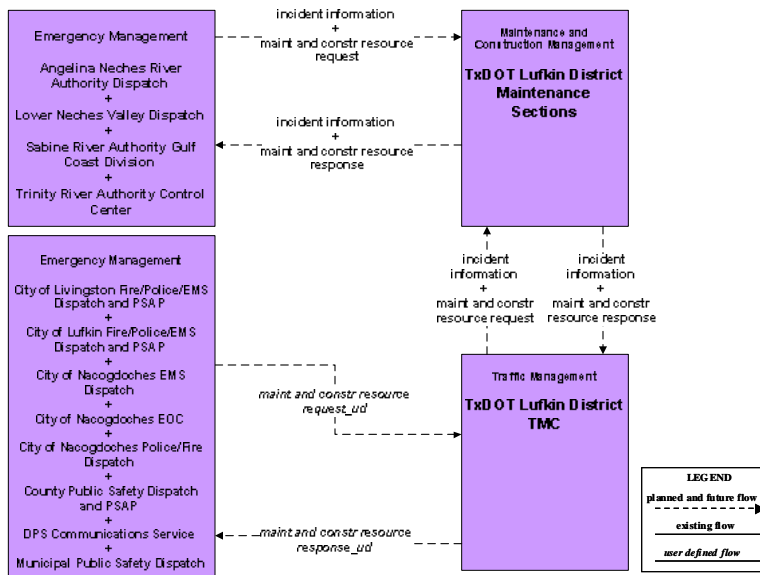 Emergency Management
Angelina Neches River
Authority Dispatch
+
Lower Neches Valley Dispatch
+
Sabine River Authority Gulf
Coast Division
+
Trinity River Authority Control
Center
incident information
+
maint and constr resource
request
incident information
+
maint and constr resource
response
Maintenance and
Construction Management
TxDOT Lufkin District
Maintenance
Sections
Emergency Management
City of Livingston Fire/Police/EMS
Dispatch and PSAP
+
City of Lufkin Fire/Police/EMS
Dispatch and PSAP
+
City of Nacogdoches EMS
Dispatch
+
City of Nacogdoches EOC
+
City of Nacogdoches Police/Fire
Dispatch
+
County Public Safety Dispatch
and PSAP
+
DPS Communications Service
+
Municipal Public Safety Dispatch
incident
information
+
maint and constr
resource request
incident
information
+
maint and constr
resource response
maint and constr resource
request_ud
maint and constr resource
response_ud
Traffic Management
TxDOT Lufkin District
TMC
LEGEND
planned and future flow
existing flow
user defined flow